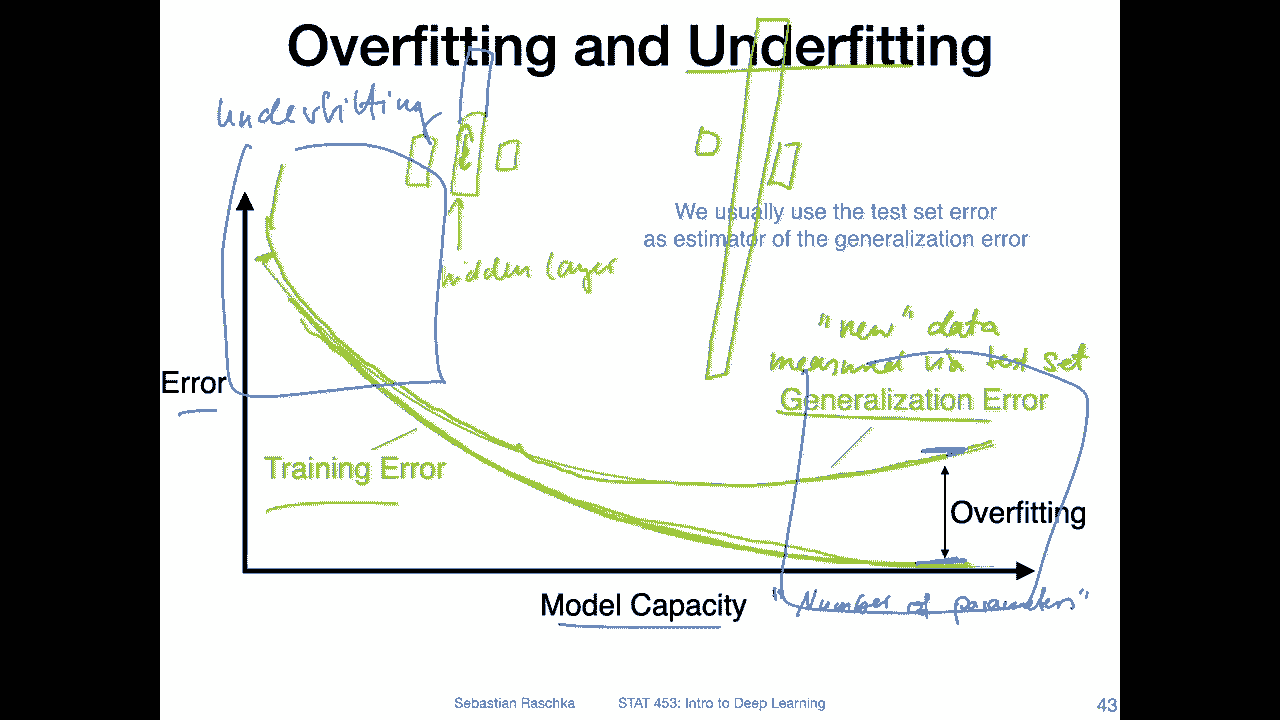 Overfitting and Underfitting
underfitting
We usually use the test set error
as estimator of the generalization error
hidden layer
"new" data
measured via test set
Error
Generalization Error
Training Error
Overfitting
Model Capacity
"Number of parameters"
Sebastian Raschka STAT 453: Intro to Deep Learning 43